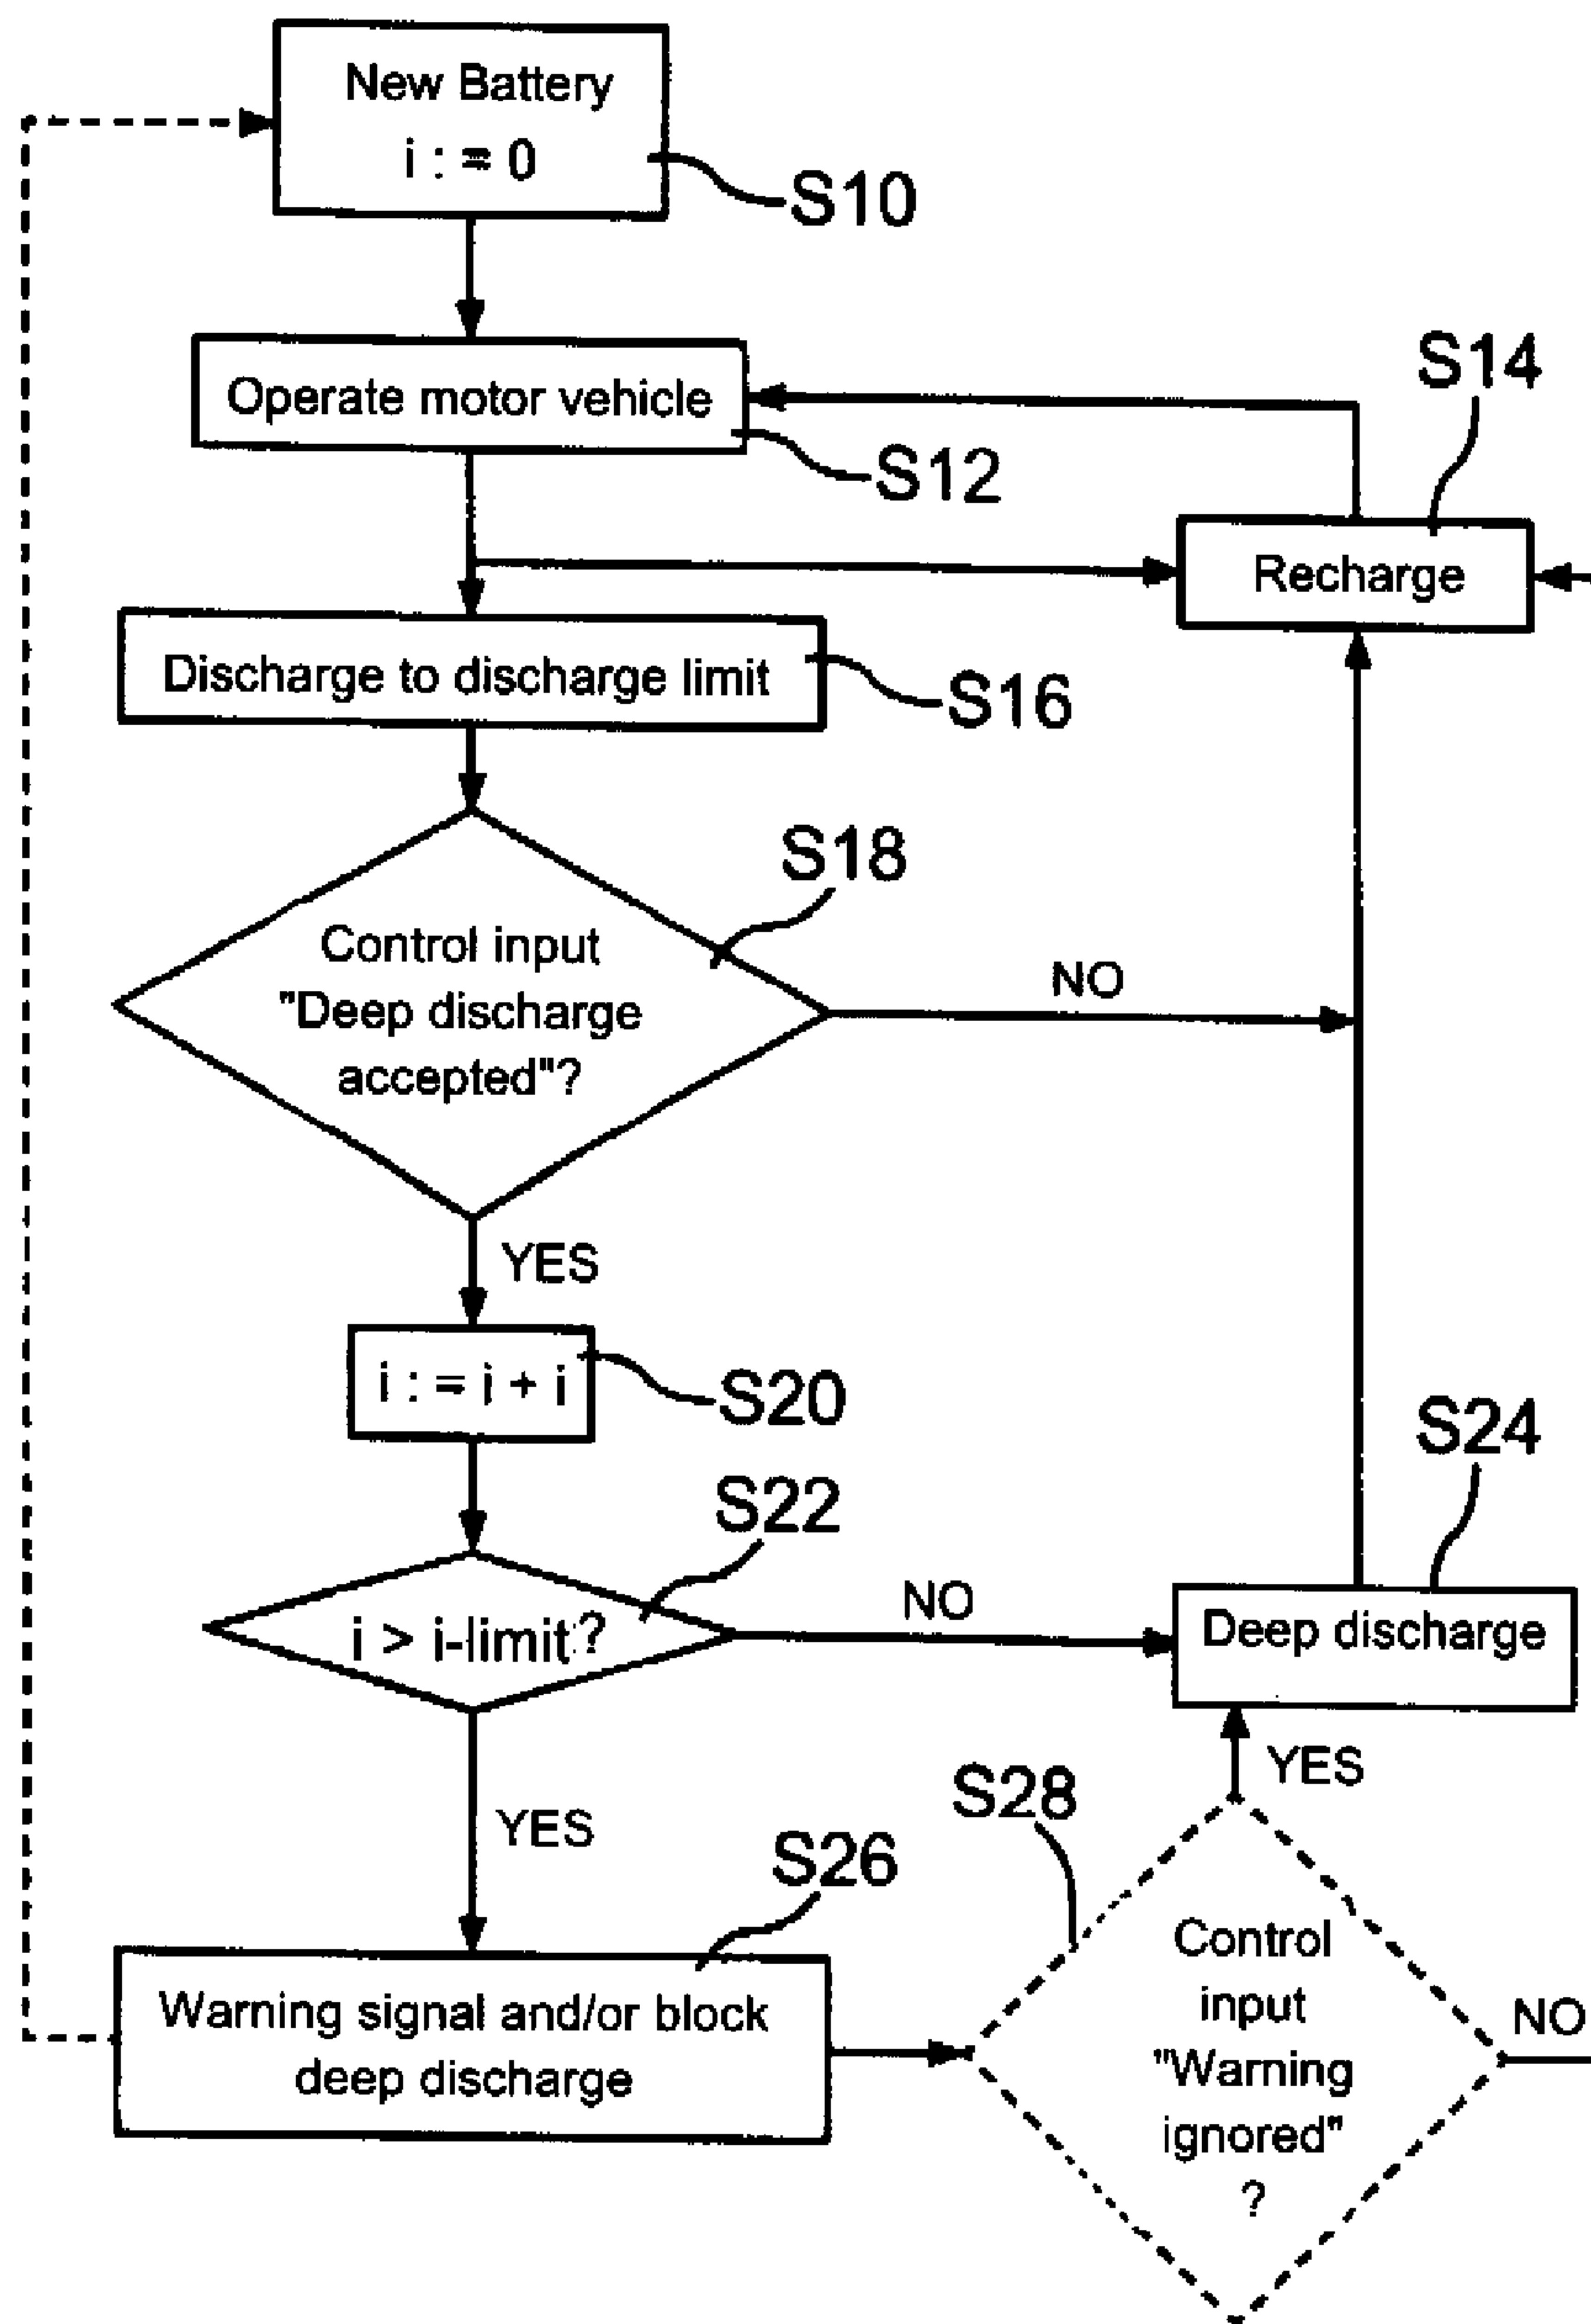 New Battery
i : = 0
S10
Operate motor vehicle
S12
S14
Recharge
Discharge to discharge limit
S16
S18
Control input
"Deep discharge
accepted"?
NO
YES
i : = i + i
S20
S22
i > i-limit?
NO
S24
Deep discharge
YES
YES
S26
Warning signal and/or block
deep discharge
S28
Control
input
"Warning
ignored"
?
NO